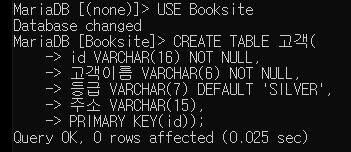 MariaDB [(none)]> USE Booksite
Database changed
MariaDB [Booksite]> CREATE TABLE 고객(
    -> id VARCHAR(16) NOT NULL,
    -> 고객이름 VARCHAR(6) NOT NULL,
    -> 등급 VARCHAR(7) DEFAULT 'SILVER',
    -> 주소 VARCHAR(15),
    -> PRIMARY KEY(id));
Query OK, 0 rows affected (0.025 sec)